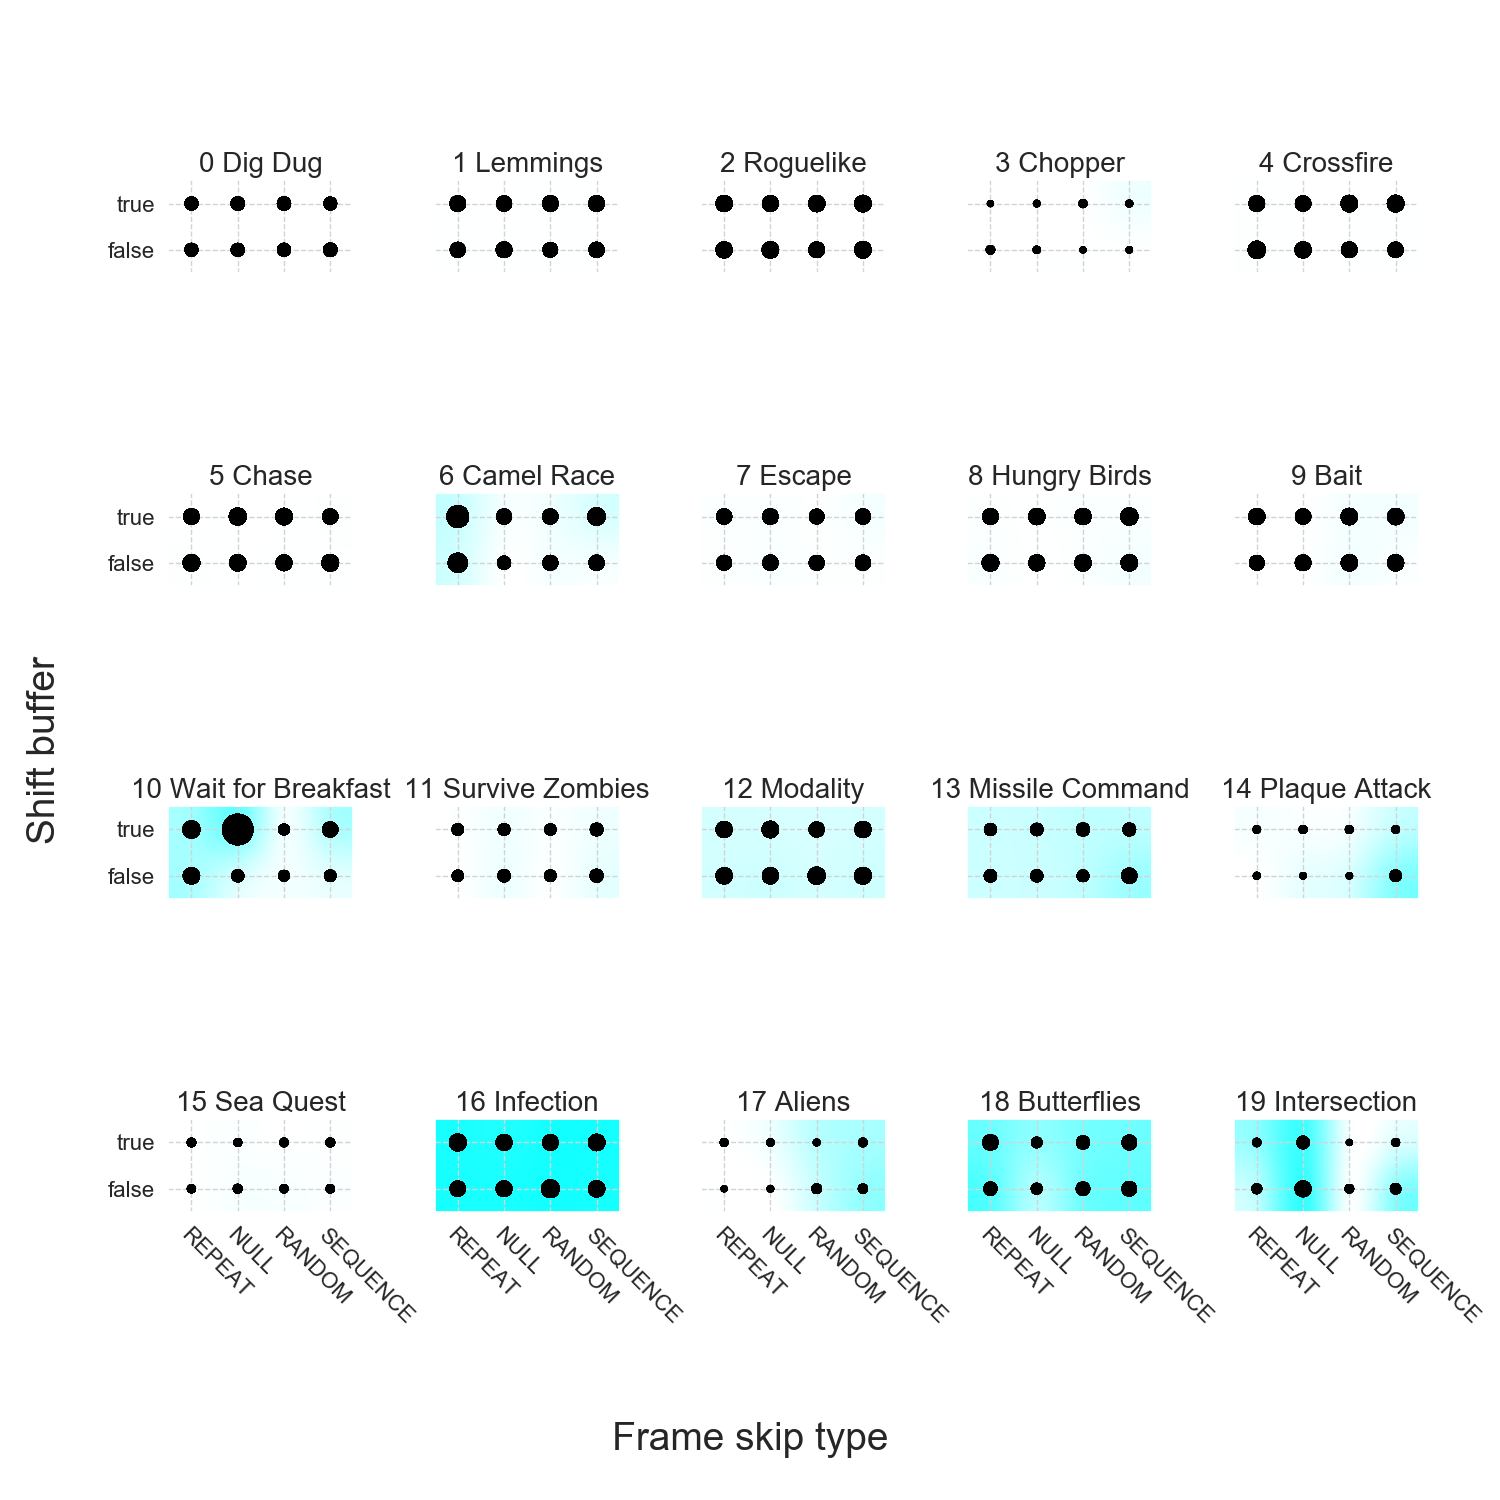 0 Dig Dug
1 Lemmings
2 Roguelike
3 Chopper
4 Crossfire
true
false
5 Chase
6 Camel Race
7 Escape
8 Hungry Birds
9 Bait
true
false
Shift buffer
10 Wait for Breakfast
11 Survive Zombies
12 Modality
13 Missile Command
14 Plaque Attack
true
false
15 Sea Quest
16 Infection
17 Aliens
18 Butterflies
19 Intersection
true
false
REPEAT
NULL
RANDOM
SEQUENCE
REPEAT
NULL
RANDOM
SEQUENCE
REPEAT
NULL
RANDOM
SEQUENCE
REPEAT
NULL
RANDOM
SEQUENCE
REPEAT
NULL
RANDOM
SEQUENCE
Frame skip type